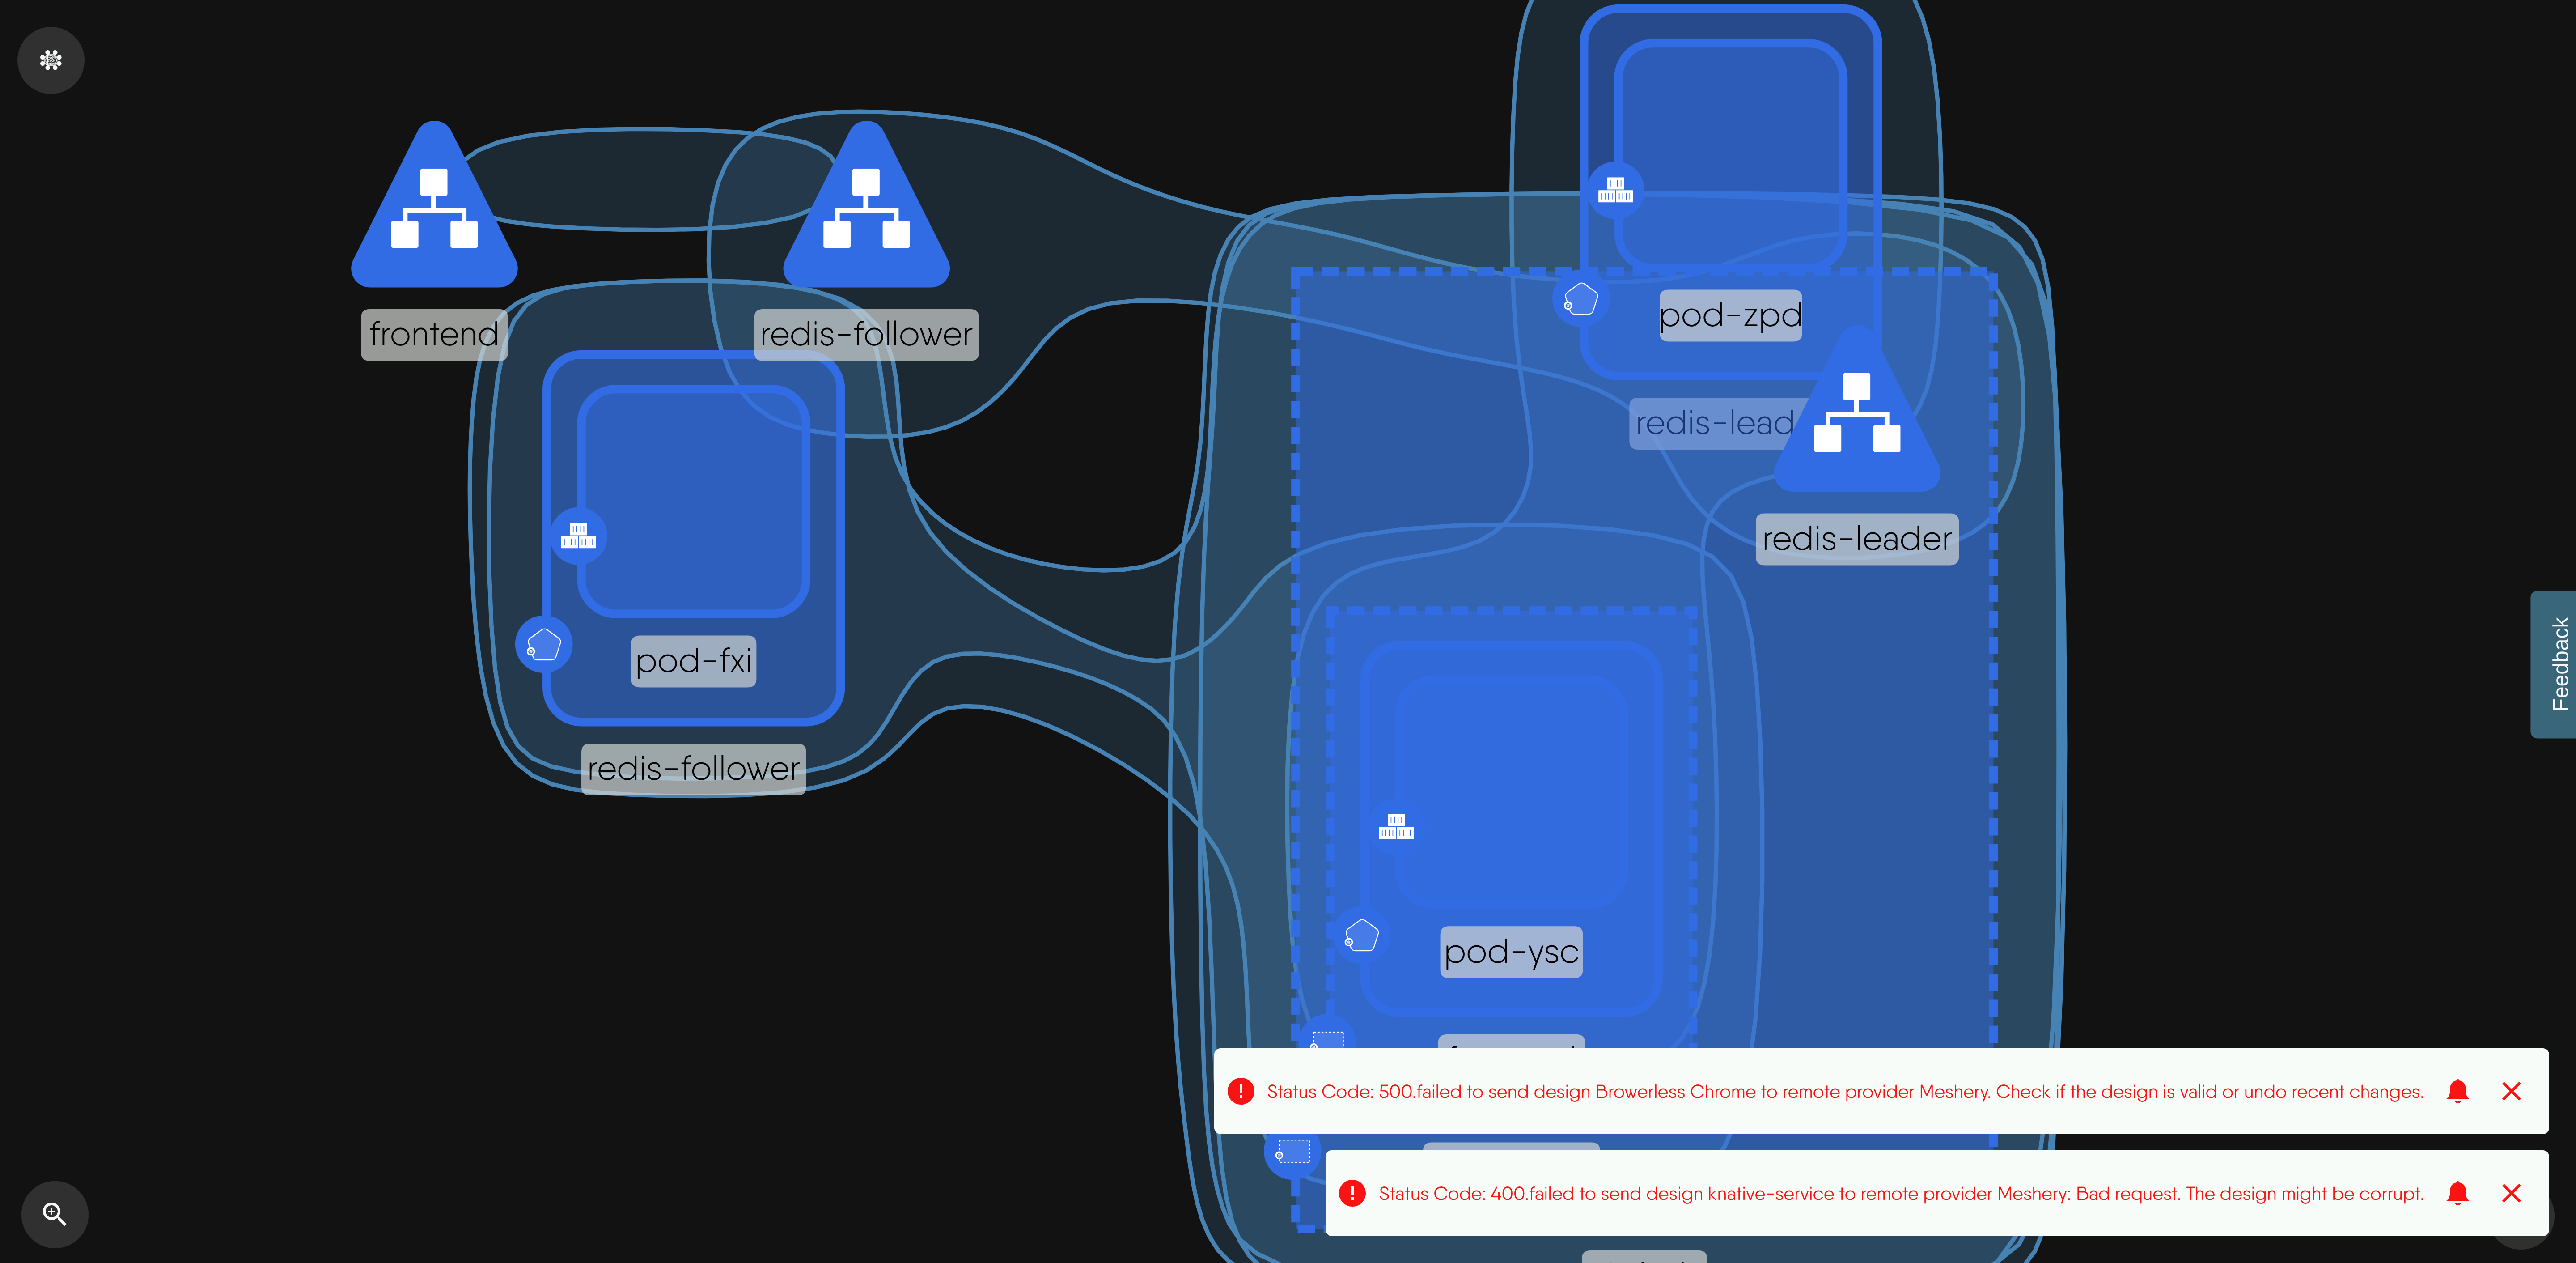 frontend
redis-follower
pod-zpd
redis-lead
redis-leader
pod-fxi
redis-follower
pod-ysc
Feedback
Status Code: 500.failed to send design Browerless Chrome to remote provider Meshery. Check if the design is valid or undo recent changes.
Status Code: 400.failed to send design knative-service to remote provider Meshery: Bad request. The design might be corrupt.